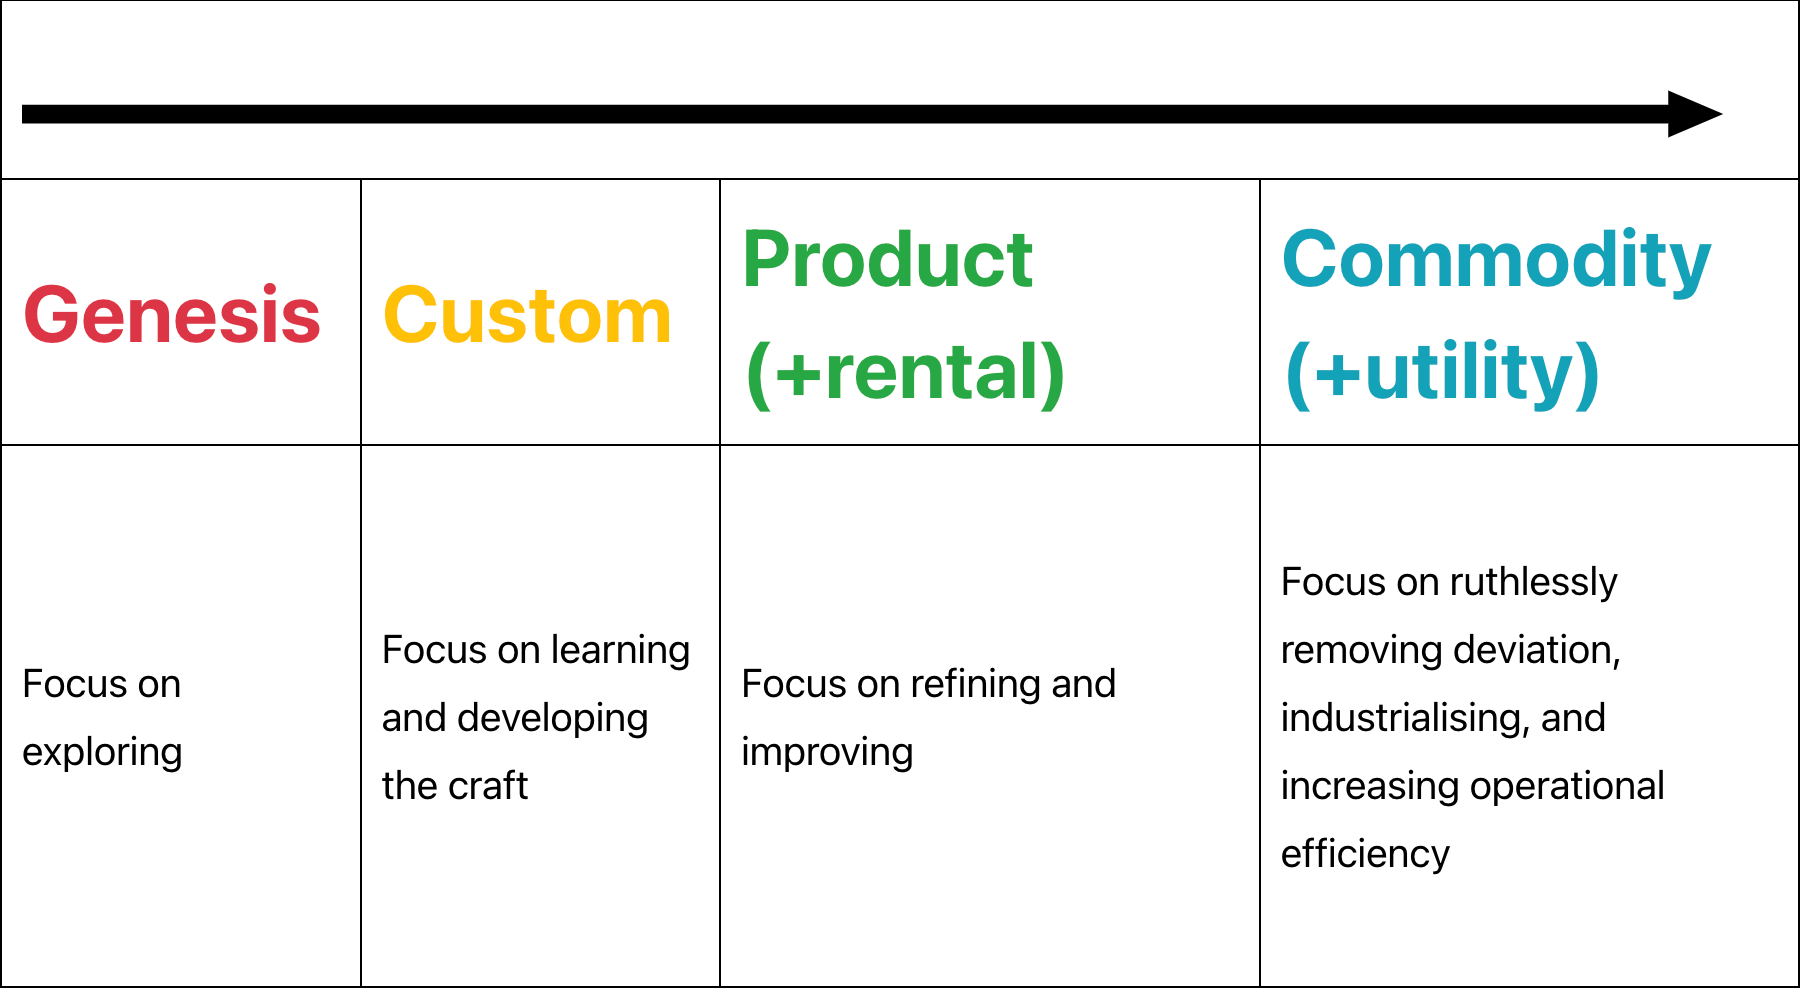 Genesis
Custom
Product
(+rental)
Commodity
(+utility)
Focus on
exploring
Focus on learning
and developing
the craft
Focus on refining and
improving
Focus on ruthlessly
removing deviation,
industrialising, and
increasing operational
efficiency